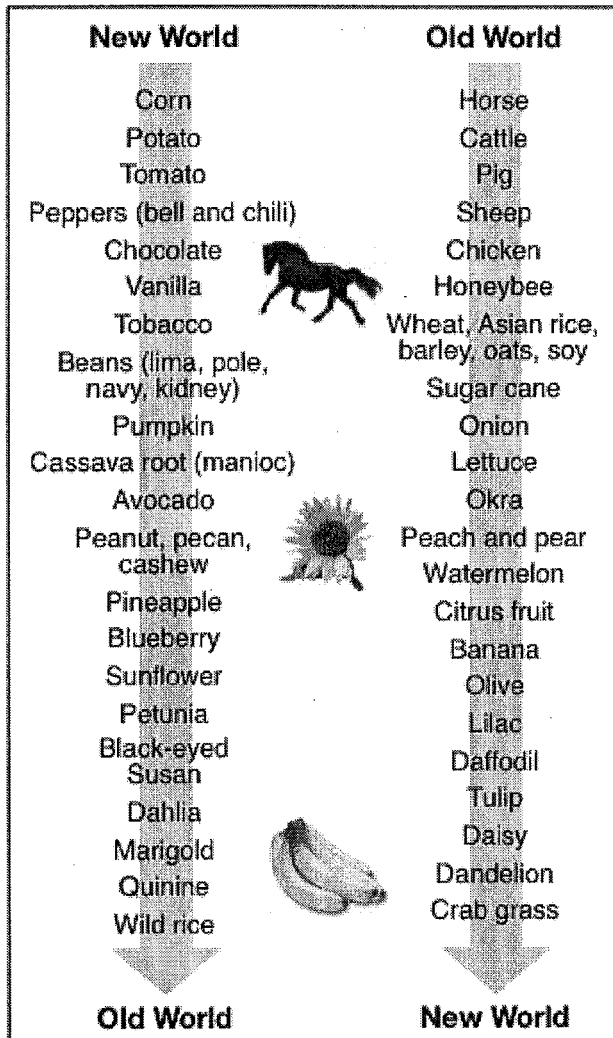 New World
Corn
Potato
Tomato
Peppers (bell and chili)
Chocolate
Vanilla
Tobacco
Beans (lima, pole,
navy, kidney)
Pumpkin
Cassava root (manioc)
Avocado
Peanut, pecan,
cashew
Pineapple
Blueberry
Sunflower
Petunia
Black-eyed
Susan
Dahlia
Marigold
Quinine
Wild rice
Old World
Old World
Horse
Cattle
Pig
Sheep
Chicken
Honeybee
Wheat, Asian rice,
barley, oats, soy
Sugar cane
Onion
Lettuce
Okra
Peach and pear
Watermelon
Citrus fruit
Banana
Olive
Lilac
Daffodil
Tulip
Daisy
Dandelion
Crab grass
New World